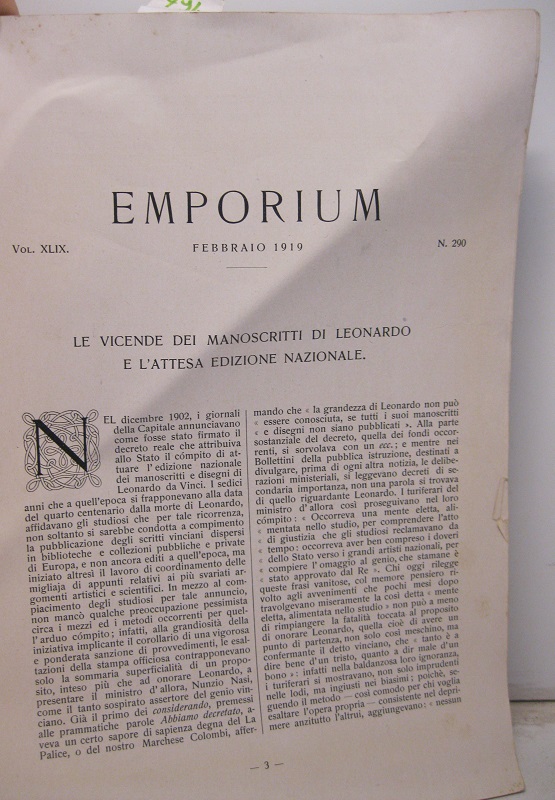 EMPORIUM
VOL. XLIX.
FEBBRAIO 1919
N. 290
LE VICENDE DEI MANOSCRITTI DI LEONARDO
E L'ATTESA EDIZIONE NAZIONALE.
NEL dicembre 1902, i giornali
della Capitale annunciavano
come fosse stato firmato il
decreto reale che attribuiva
allo Stato il cómpito di at-
tuare l'edizione nazionale
dei manoscritti e disegni di
Leonardo da Vinci. I sedici
anni che a quell'epoca si frapponevano alla data
del quarto centenario dalla morte di Leonardo,
affidavano gli studiosi che per tale ricorrenza,
non soltanto si sarebbe condotta a compimento
la pubblicazione degli scritti vinciani dispersi
in biblioteche e collezioni pubbliche e private
di Europa, e non ancora editi a quell'epoca, ma
iniziato altresì il lavoro di coordinamento delle
migliaja di appunti relativi ai più svariati ar-
gomenti artistici e scientifici. In mezzo al com-
piacimento degli studiosi per tale annuncio,
non mancò qualche preoccupazione pessimista
circa i mezzi ed i metodi occorrenti per quel-
l'arduo cómpito; infatti, alla grandiosità della
iniziativa implicante il corollario di una vigorosa
e ponderata sanzione di provvedimenti, le esal-
tazioni della stampa officiosa contrapponevano
solo la sommaria superficialità di un propo-
sito, inteso più che ad onorare Leonardo, a
presentare il ministro d'allora, Nunzio Nasi,
come il tanto sospirato assertore del genio vin-
ciano. Già il primo dei considerando, premessi
alle prammatiche parole Abbiamo decretato, a-
veva un certo sapore di sapienza degna del La
Palice, o del nostro Marchese Colombi, affer-
mando che « la grandezza di Leonardo non può
« essere conosciuta, se tutti i suoi manoscritti
« e disegni non siano pubblicati ». Alla parte
sostanziale del decreto, quella dei fondi occor-
renti, si sorvolava con un ecc.; e mentre nei
Bollettini della pubblica istruzione, destinati a
divulgare, prima di ogni altra notizia, le delibe-
razioni ministeriali, si leggevano decreti di se-
condaria importanza, non una parola si trovava
di quello riguardante Leonardo. I turiferari del
ministro d'allora così proseguivano nel loro
cómpito: « Occorreva una mente eletta, ali-
« mentata nello studio, per comprendere l'atto
« di giustizia che gli studiosi reclamavano da
« tempo: occorreva aver ben compreso i doveri
« dello Stato verso i grandi artisti nazionali, per
« compiere l'omaggio al genio, che stamane è
« stato approvato dal Re ». Chi oggi rilegge
queste frasi vanitose, col memore pensiero ri-
volto agli avvenimenti che pochi mesi dopo
travolgevano miseramente la così detta « mente
eletta, alimentata nello studio » non può a meno
di rimpiangere la fatalità toccata al proposito
di onorare Leonardo, quella cioè di avere un
punto di partenza, non solo così meschino, ma
confermante il detto vinciano, che « tanto è a
dire bene d'un tristo, quanto a dir male d'un
bono »: infatti nella baldanzosa loro ignoranza,
i turiferari si mostravano, non solo imprudenti
nelle lodi, ma ingiusti nei biasimi; poichè, se-
guendo il metodo — così comodo per chi voglia
esaltare l'opera propria — consistente nel depri-
mere anzitutto l'altrui, aggiungevano: « nessun
— 3 —